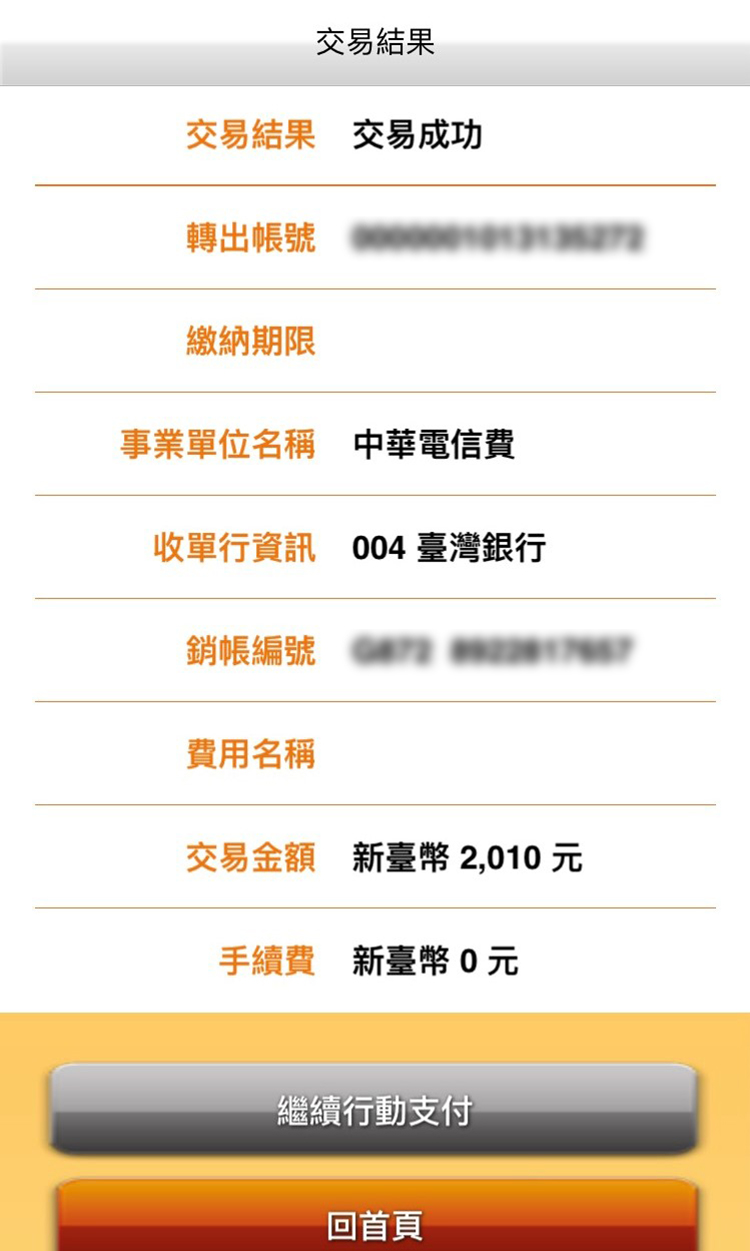 交易結果
交易結果 交易成功
轉出帳號
繳納期限
事業單位名稱 中華電信費
收單行資訊 004 臺灣銀行
銷帳編號
費用名稱
交易金額 新臺幣 2,010 元
手續費 新臺幣 0 元
繼續行動支付
回首頁